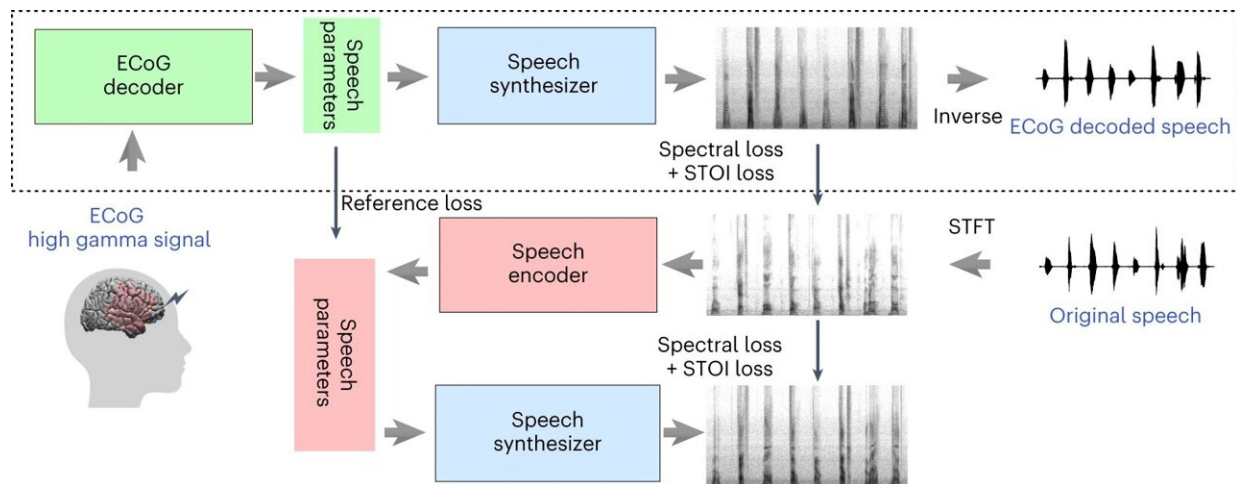 ECoG
decoder
Speech
parameters
Speech
synthesizer
Inverse
ECoG decoded speech
Spectral loss
+ STOI loss
Reference loss
ECoG
high gamma signal
Speech
encoder
STFT
Original speech
Speech
parameters
Spectral loss
+ STOI loss
Speech
synthesizer